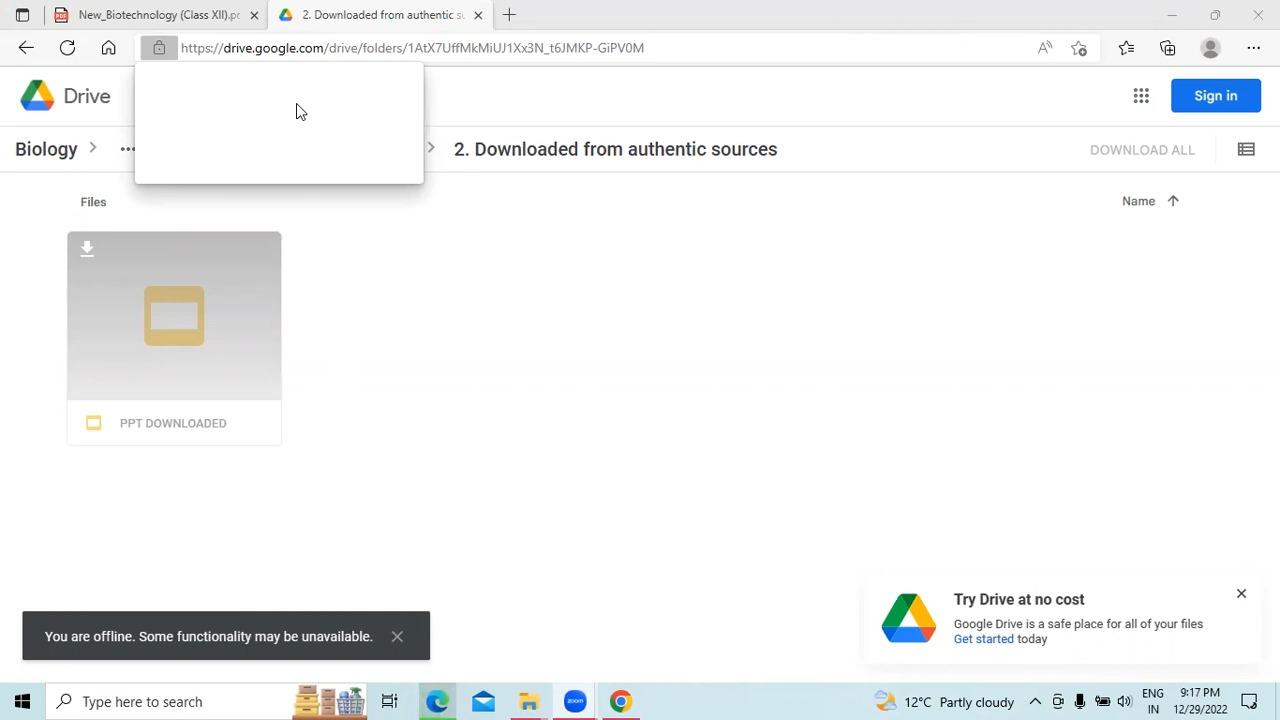 New_Biotechnology (Class XII).pc
2. Downloaded from authentic su
https://drive.google.com/drive/folders/1AtX7UffMkMiUJ1Xx3N_t6JMKP-GiPV0M
Drive
Sign in
Biology > ... > 2. Downloaded from authentic sources
DOWNLOAD ALL
Files
Name
PPT DOWNLOADED
You are offline. Some functionality may be unavailable.
Try Drive at no cost
Google Drive is a safe place for all of your files
Get started today
Type here to search
zoom
12°C Partly cloudy
ENG
IN
9:17 PM
12/29/2022